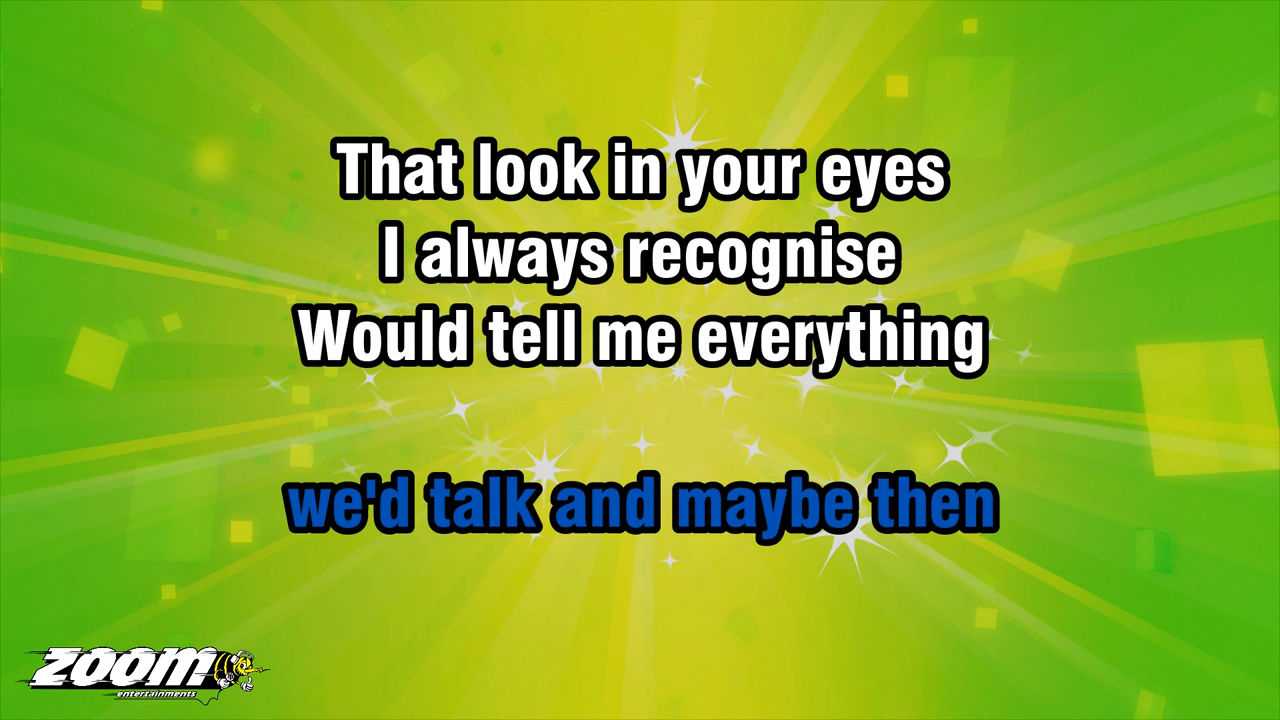 That look in your eyes
I always recognise
Would tell me everything
we'd talk and maybe then
ZOOM
entertainments